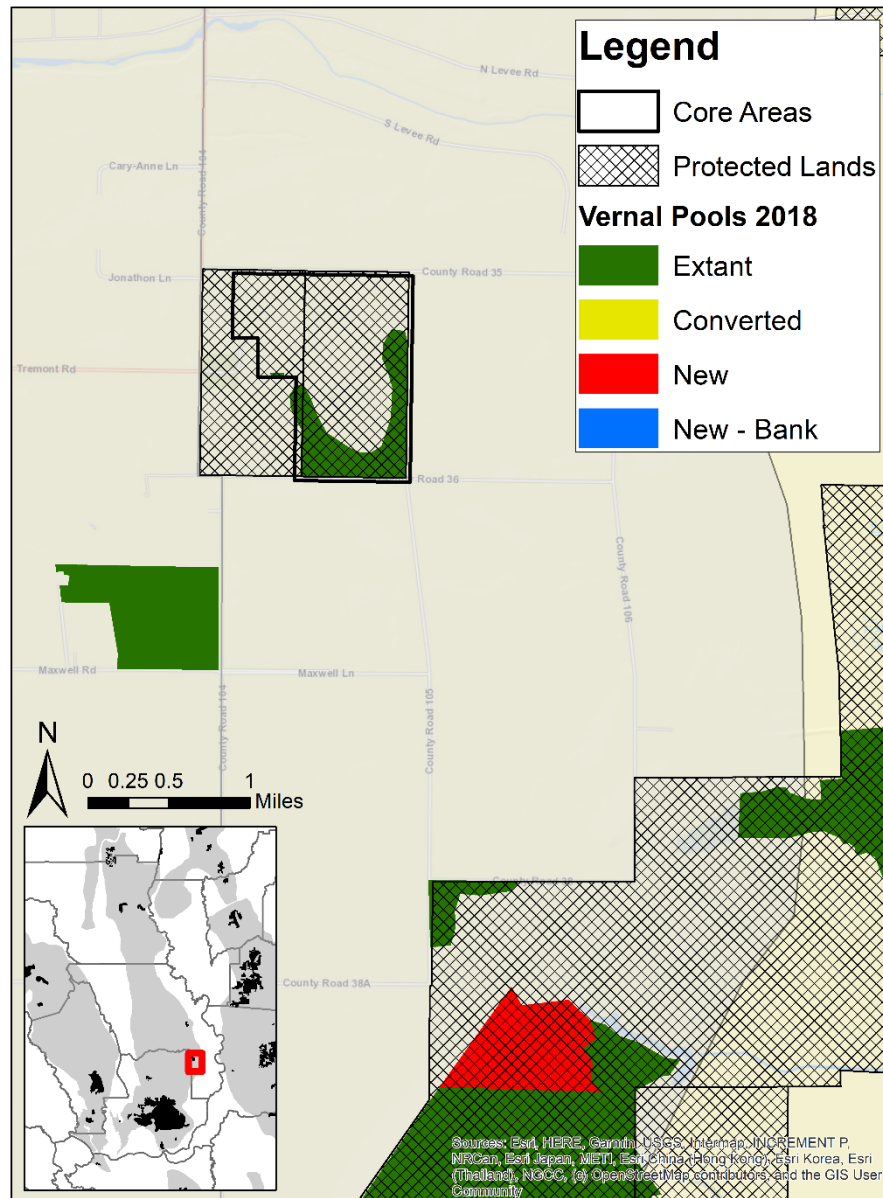 Legend
Core Areas
Protected Lands
Vernal Pools 2018
Extant
Converted
New
New - Bank
N Levee Rd
S Levee Rd
Cary-Anne Ln
County Road 104
Jonathon Ln
County Road 35
Tremont Rd
Road 36
County Road 106
Maxwell Rd
Maxwell Ln
County Road 104
County Road 105
N
0 0.25 0.5 1
Miles
County Road 38
County Road 38A
Sources: Esri, HERE, Garmin, USGS, Intermap, INCREMENT P,
NRCan, Esri Japan, METI, Esri China (Hong Kong), Esri Korea, Esri
(Thailand), NGCC, (c) OpenStreetMap contributors, and the GIS User
Community